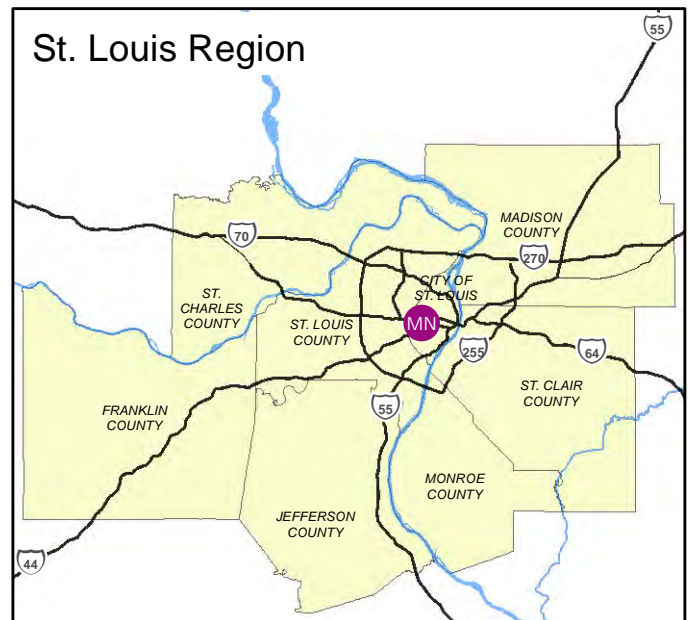 St. Louis Region
55
MADISON
COUNTY
70
270
CITY OF
ST. LOUIS
ST.
CHARLES
COUNTY
ST. LOUIS
COUNTY
MN
255
64
ST. CLAIR
COUNTY
FRANKLIN
COUNTY
55
MONROE
COUNTY
JEFFERSON
COUNTY
44